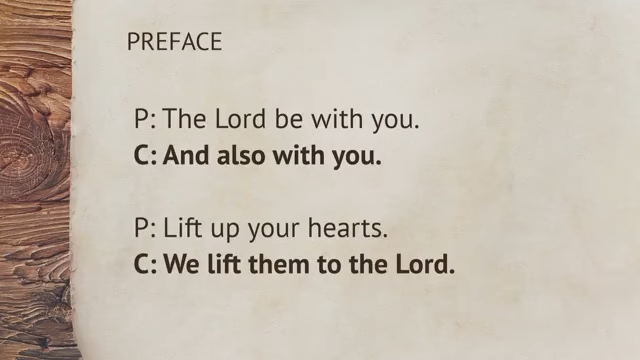 PREFACE
P: The Lord be with you.
C: And also with you.
P: Lift up your hearts.
C: We lift them to the Lord.